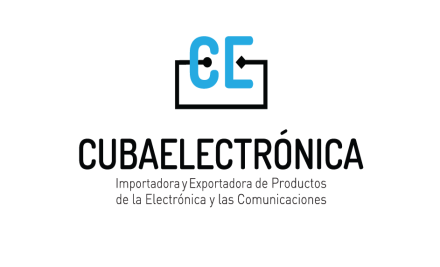 CE
CUBAELECTRÓNICA
Importadora y Exportadora de Productos
de la Electrónica y las Comunicaciones